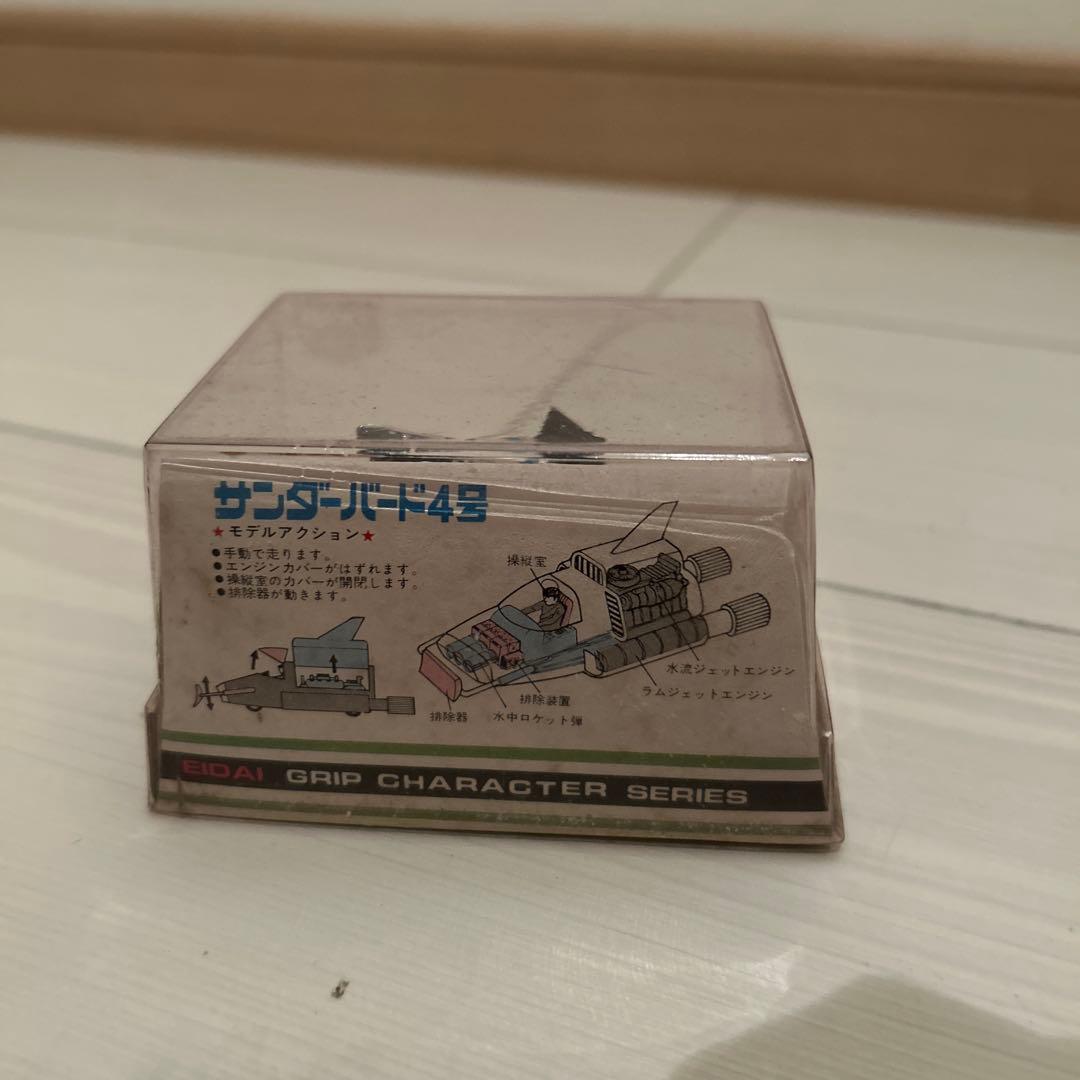 サンダーバード4号
★モデルアクション★
●手動で走ります。
●エンジンカバーがはずれます。
●操縦室のカバーが開閉します。
●排除器が動きます。
操縦室
水流ジェットエンジン
ラムジェットエンジン
排除装置
排除器
水中ロケット弾
EIDAI GRIP CHARACTER SERIES